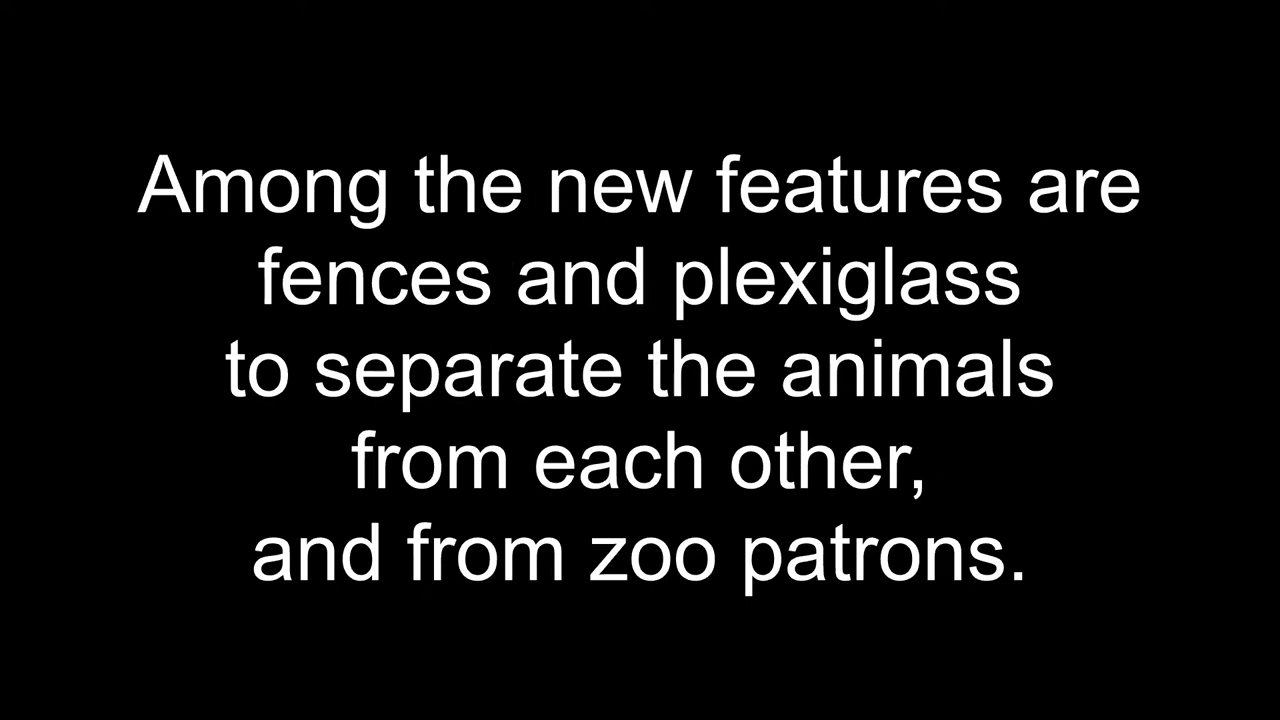 Among the new features are
fences and plexiglass
to separate the animals
from each other,
and from zoo patrons.